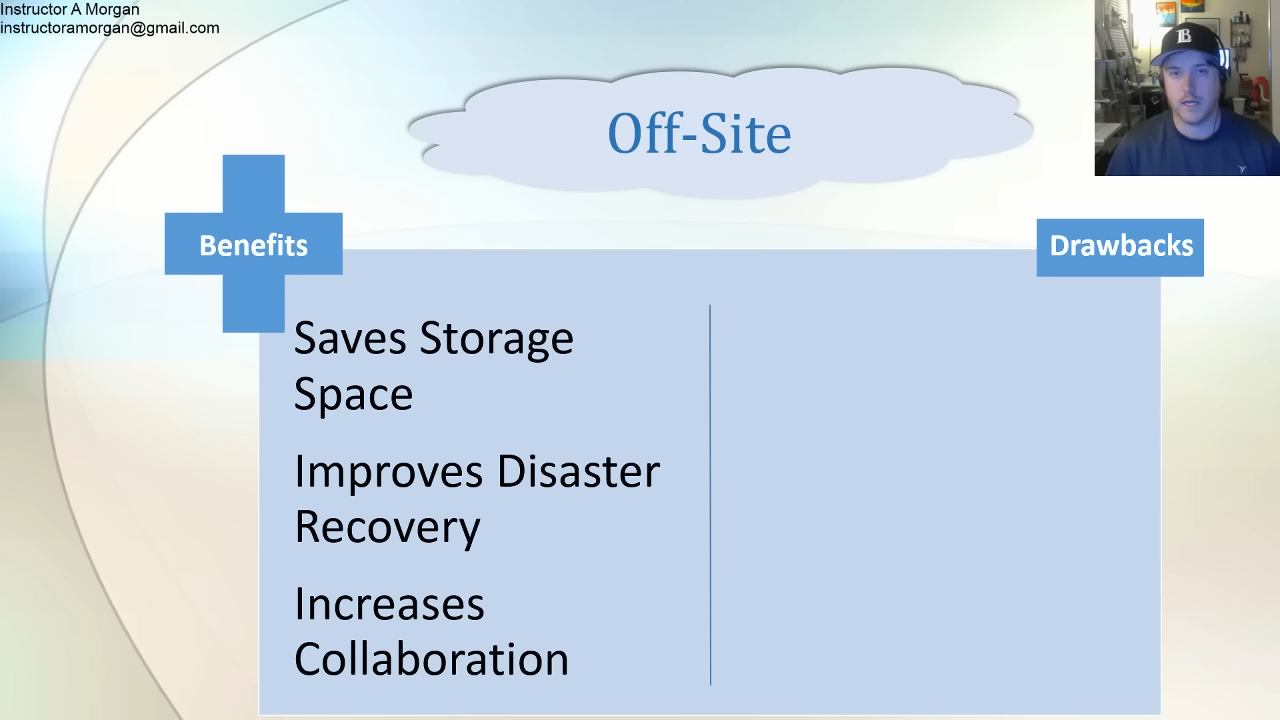 Instructor A Morgan
instructoramorgan@gmail.com
B
Off-Site
Benefits
Drawbacks
Saves Storage
Space
Improves Disaster
Recovery
Increases
Collaboration